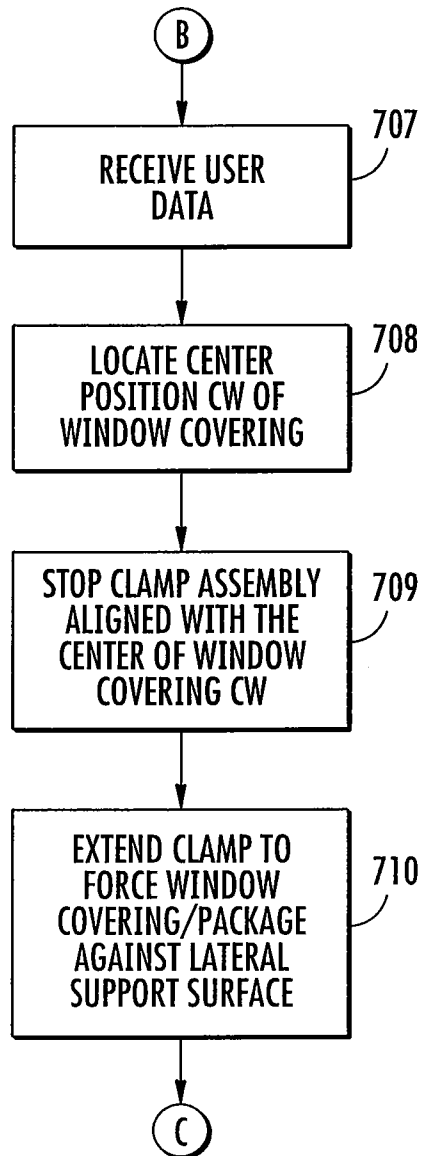 B
RECEIVE USER
DATA
707
LOCATE CENTER
POSITION CW OF
WINDOW COVERING
708
STOP CLAMP ASSEMBLY
ALIGNED WITH THE
CENTER OF WINDOW
COVERING CW
709
EXTEND CLAMP TO
FORCE WINDOW
COVERING/PACKAGE
AGAINST LATERAL
SUPPORT SURFACE
710
C